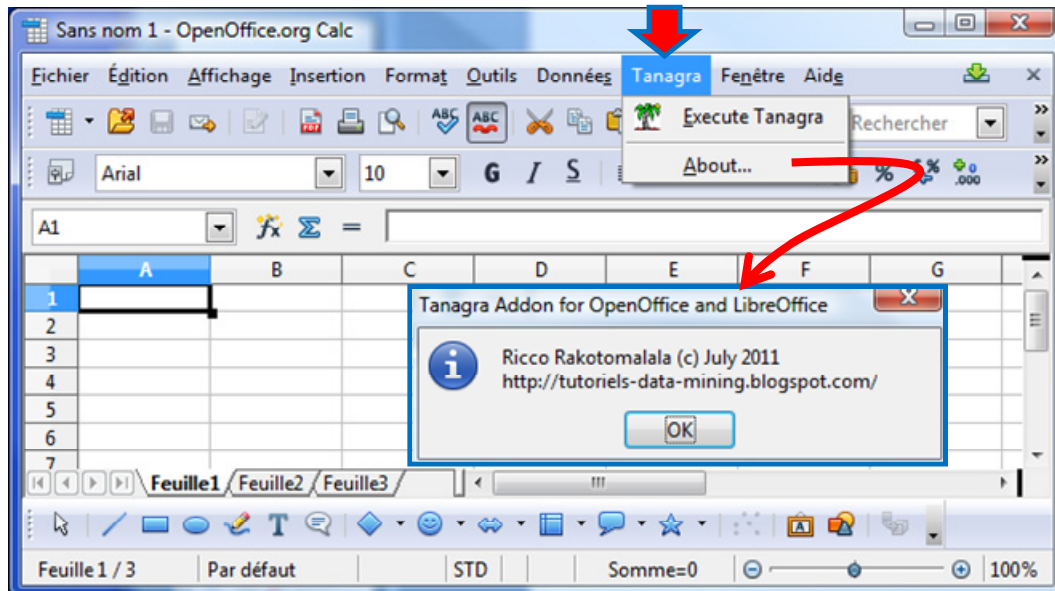 Sans nom 1 - OpenOffice.org Calc
Fichier Édition Affichage Insertion Format Outils Données Tanagra Fenêtre Aide
Execute Tanagra
Rechercher
About...
Arial 10 G I S % % .000
A1 =
A B C D E F G
1
2
3
4
5
6
7
Tanagra Addon for OpenOffice and LibreOffice
Ricco Rakotomalala (c) July 2011
http://tutoriels-data-mining.blogspot.com/
OK
Feuille1 Feuille2 Feuille3
Feuille 1 / 3 Par défaut STD Somme=0 100%